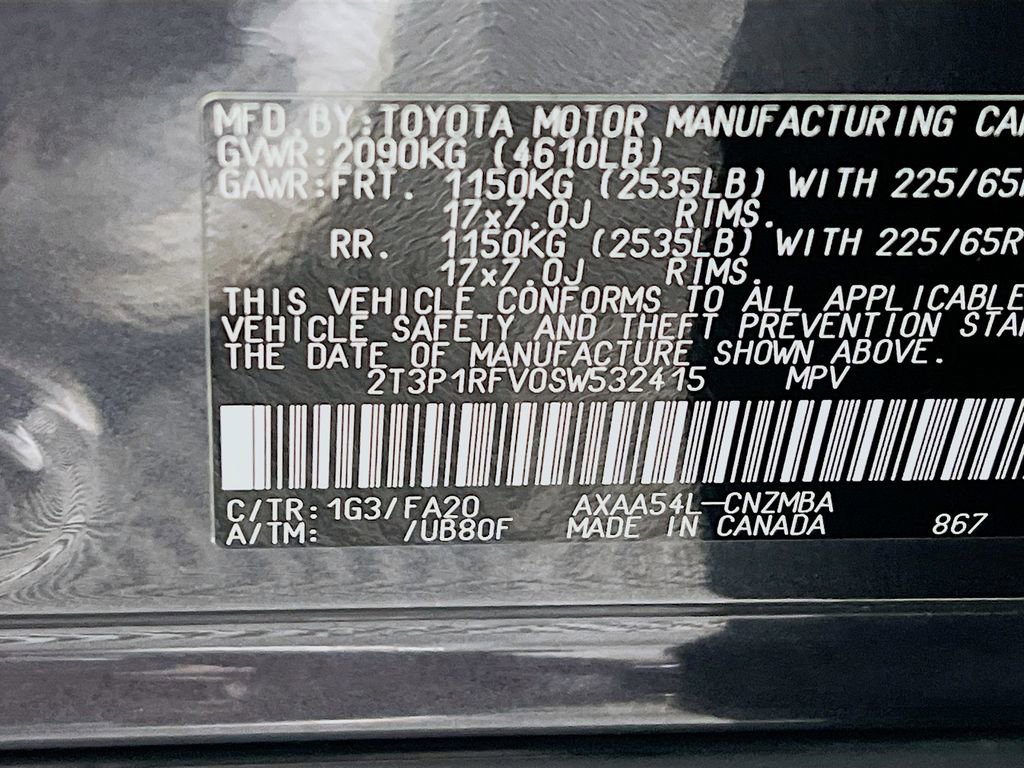 MFD. BY: TOYOTA MOTOR MANUFACTURING CA
GVWR: 2090KG (4610LB)
GAWR: FRT. 1150KG (2535LB) WITH 225/65
17x7.0J RIMS.
RR. 1150KG (2535LB) WITH 225/65R
17x7.0J RIMS.
THIS VEHICLE CONFORMS TO ALL APPLICABLE
VEHICLE SAFETY AND THEFT PREVENTION STA
THE DATE OF MANUFACTURE SHOWN ABOVE.
2T3P1RFV0SW532415 MPV
C/TR: 1G3/FA20 AXAA54L-CNZMBA
A/TM: /UB80F MADE IN CANADA 867